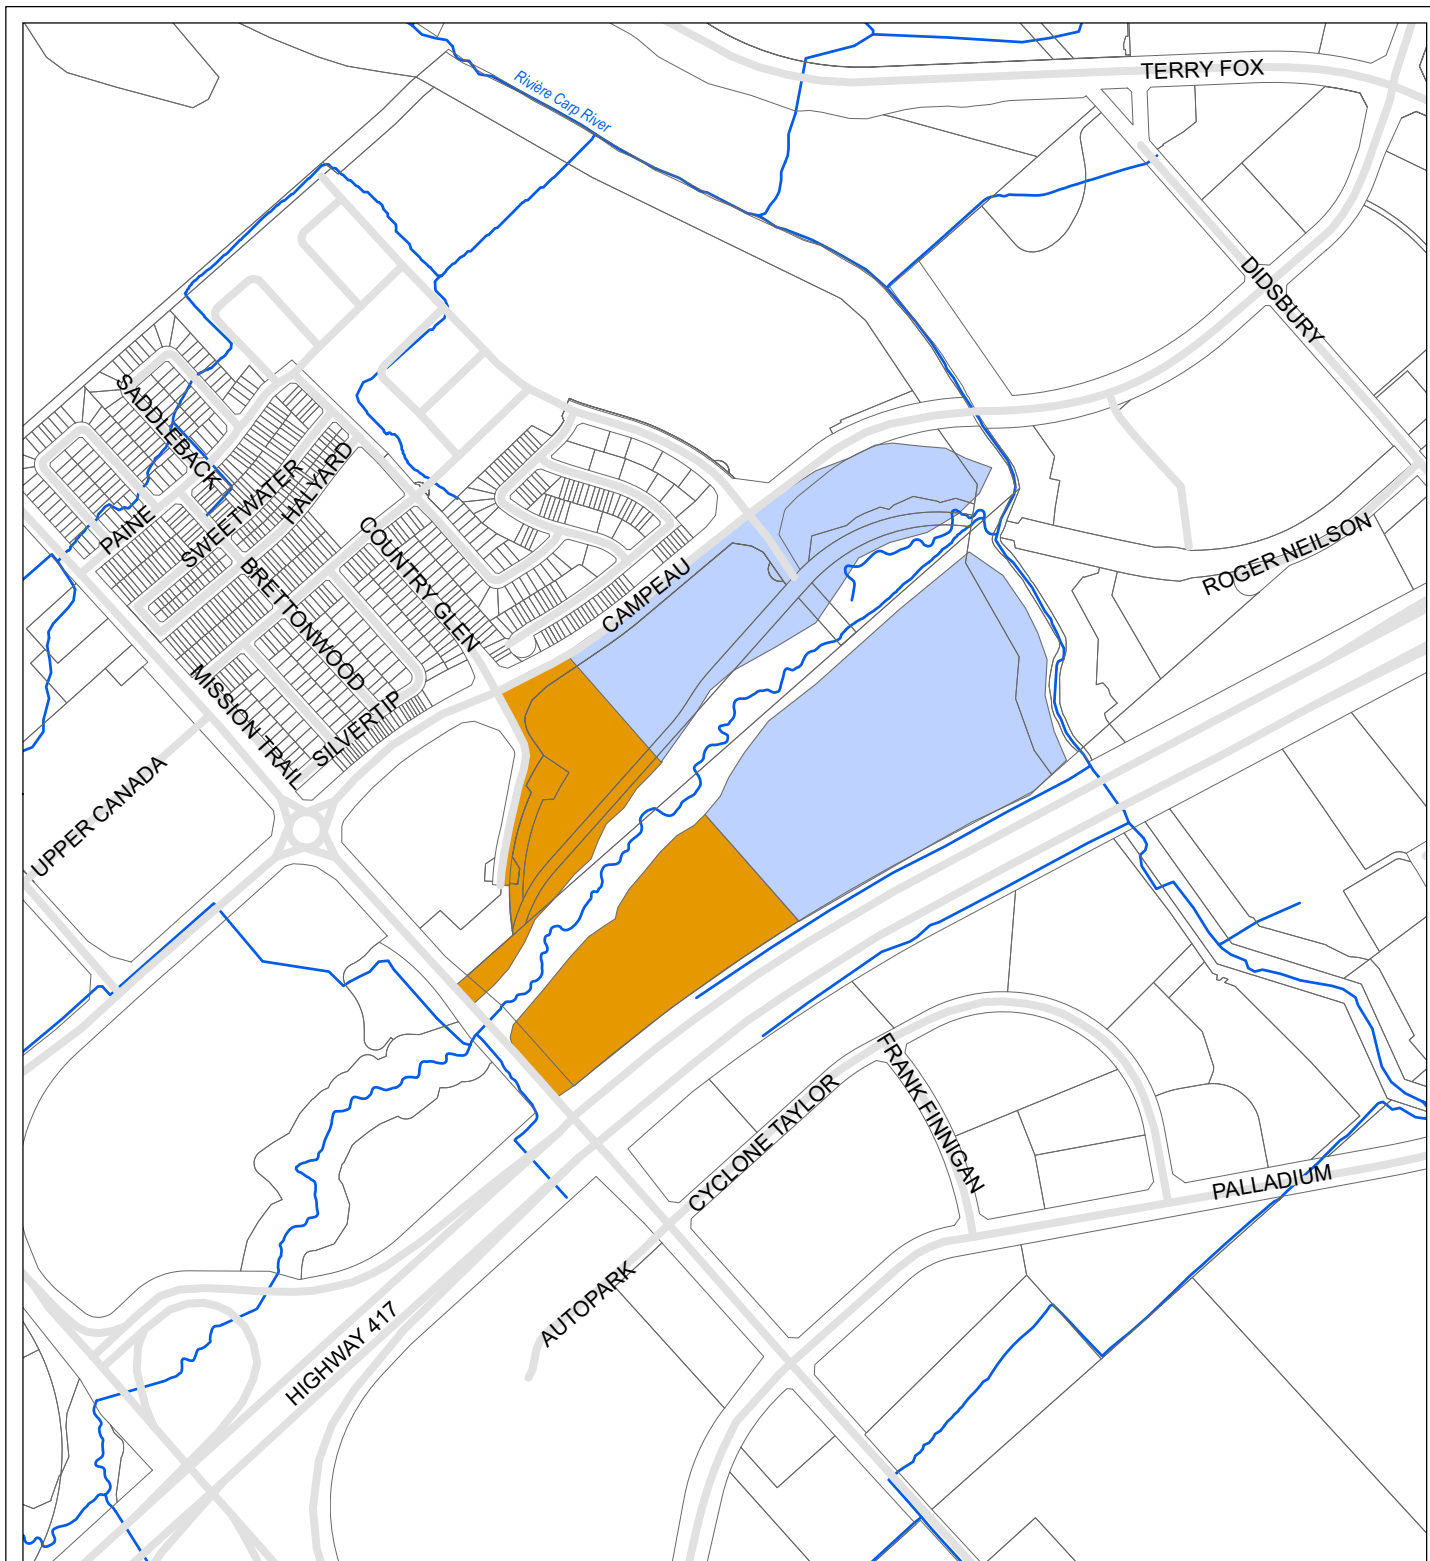 TERRY FOX
Rivière Carp River
DIDSBURY
SADDLEBACK
SWEETWATER
HALYARD
PAINE
COUNTRY GLEN
ROGER NEILSON
BRETTONWOOD
CAMPEAU
MISSION TRAIL
SILVERTIP
UPPER CANADA
CYCLONE TAYLOR
FRANK FINNIGAN
PALLADIUM
AUTOPARK
HIGHWAY 417